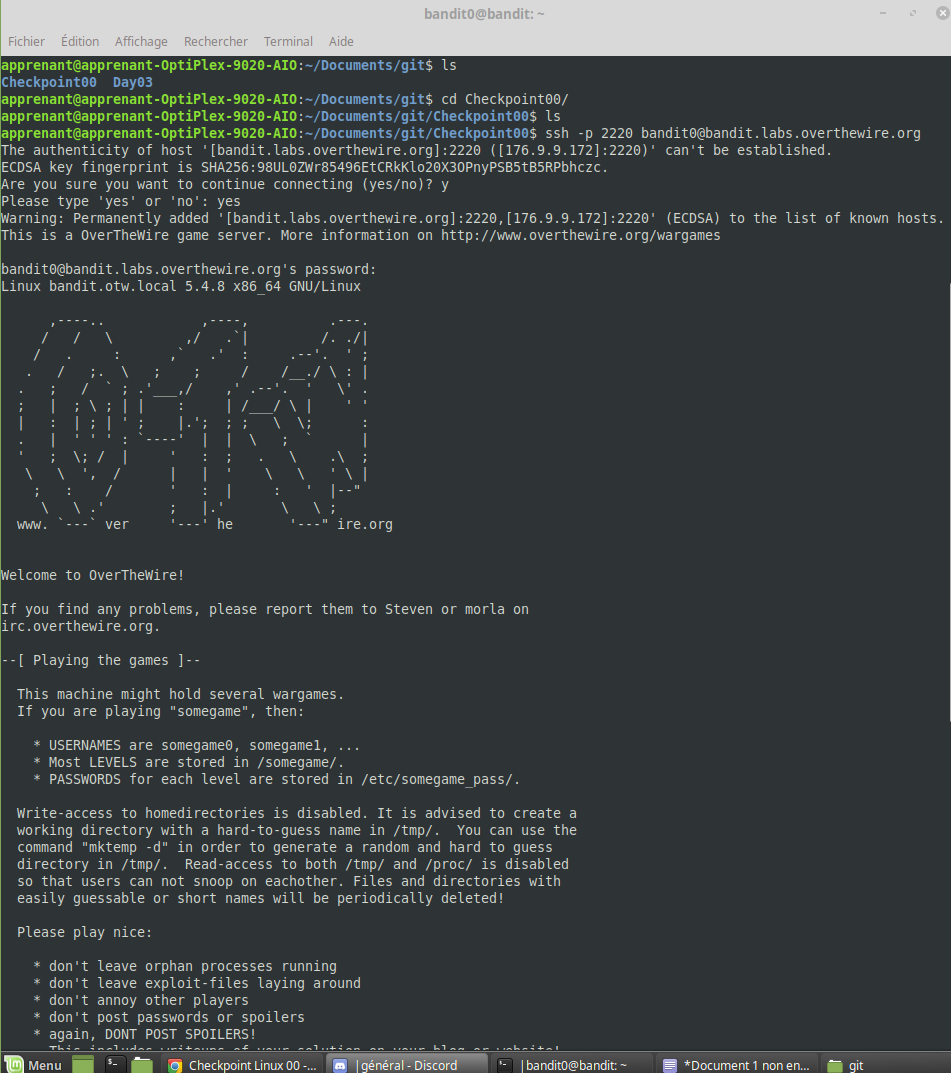 bandit0@bandit: ~
Fichier Édition Affichage Rechercher Terminal Aide
apprenant@apprenant-OptiPlex-9020-AIO:~/Documents/git$ ls
Checkpoint00  Day03
apprenant@apprenant-OptiPlex-9020-AIO:~/Documents/git$ cd Checkpoint00/
apprenant@apprenant-OptiPlex-9020-AIO:~/Documents/git/Checkpoint00$ ls
apprenant@apprenant-OptiPlex-9020-AIO:~/Documents/git/Checkpoint00$ ssh -p 2220 bandit0@bandit.labs.overthewire.org
The authenticity of host '[bandit.labs.overthewire.org]:2220 ([176.9.9.172]:2220)' can't be established.
ECDSA key fingerprint is SHA256:98UL0ZWr85496EtCRkKlo20X3OPnyPSB5tB5RPbhczc.
Are you sure you want to continue connecting (yes/no)? y
Please type 'yes' or 'no': yes
Warning: Permanently added '[bandit.labs.overthewire.org]:2220,[176.9.9.172]:2220' (ECDSA) to the list of known hosts.
This is a OverTheWire game server. More information on http://www.overthewire.org/wargames
bandit0@bandit.labs.overthewire.org's password:
Linux bandit.otw.local 5.4.8 x86_64 GNU/Linux
www. `---` ver     '---' he       '---" ire.org
Welcome to OverTheWire!
If you find any problems, please report them to Steven or morla on
irc.overthewire.org.
--[ Playing the games ]--
This machine might hold several wargames.
If you are playing "somegame", then:
* USERNAMES are somegame0, somegame1, ...
* Most LEVELS are stored in /somegame/.
* PASSWORDS for each level are stored in /etc/somegame_pass/.
Write-access to homedirectories is disabled. It is advised to create a
working directory with a hard-to-guess name in /tmp/.  You can use the
command "mktemp -d" in order to generate a random and hard to guess
directory in /tmp/.  Read-access to both /tmp/ and /proc/ is disabled
so that users can not snoop on eachother. Files and directories with
easily guessable or short names will be periodically deleted!
Please play nice:
* don't leave orphan processes running
* don't leave exploit-files laying around
* don't annoy other players
* don't post passwords or spoilers
* again, DONT POST SPOILERS!
This includes writeups of your solution on your blog or website!
Menu Checkpoint Linux 00 -... |général - Discord |bandit0@bandit: ~ *Document 1 non en... git